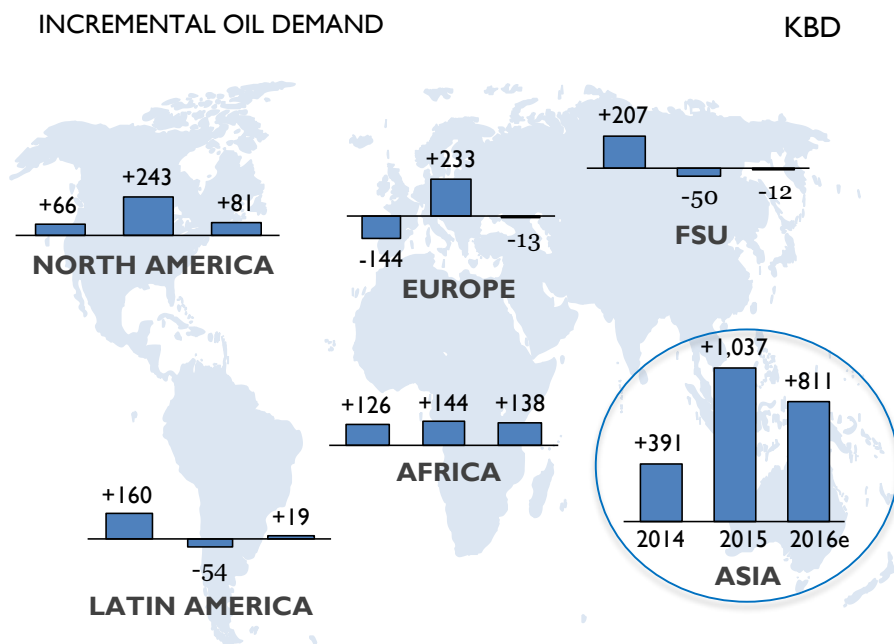 INCREMENTAL OIL DEMAND
KBD
+66
+243
+81
NORTH AMERICA
-144
+233
-13
EUROPE
+207
-50
-12
FSU
+126
+144
+138
AFRICA
+160
-54
+19
LATIN AMERICA
+391
+1,037
+811
2014 2015 2016e
ASIA